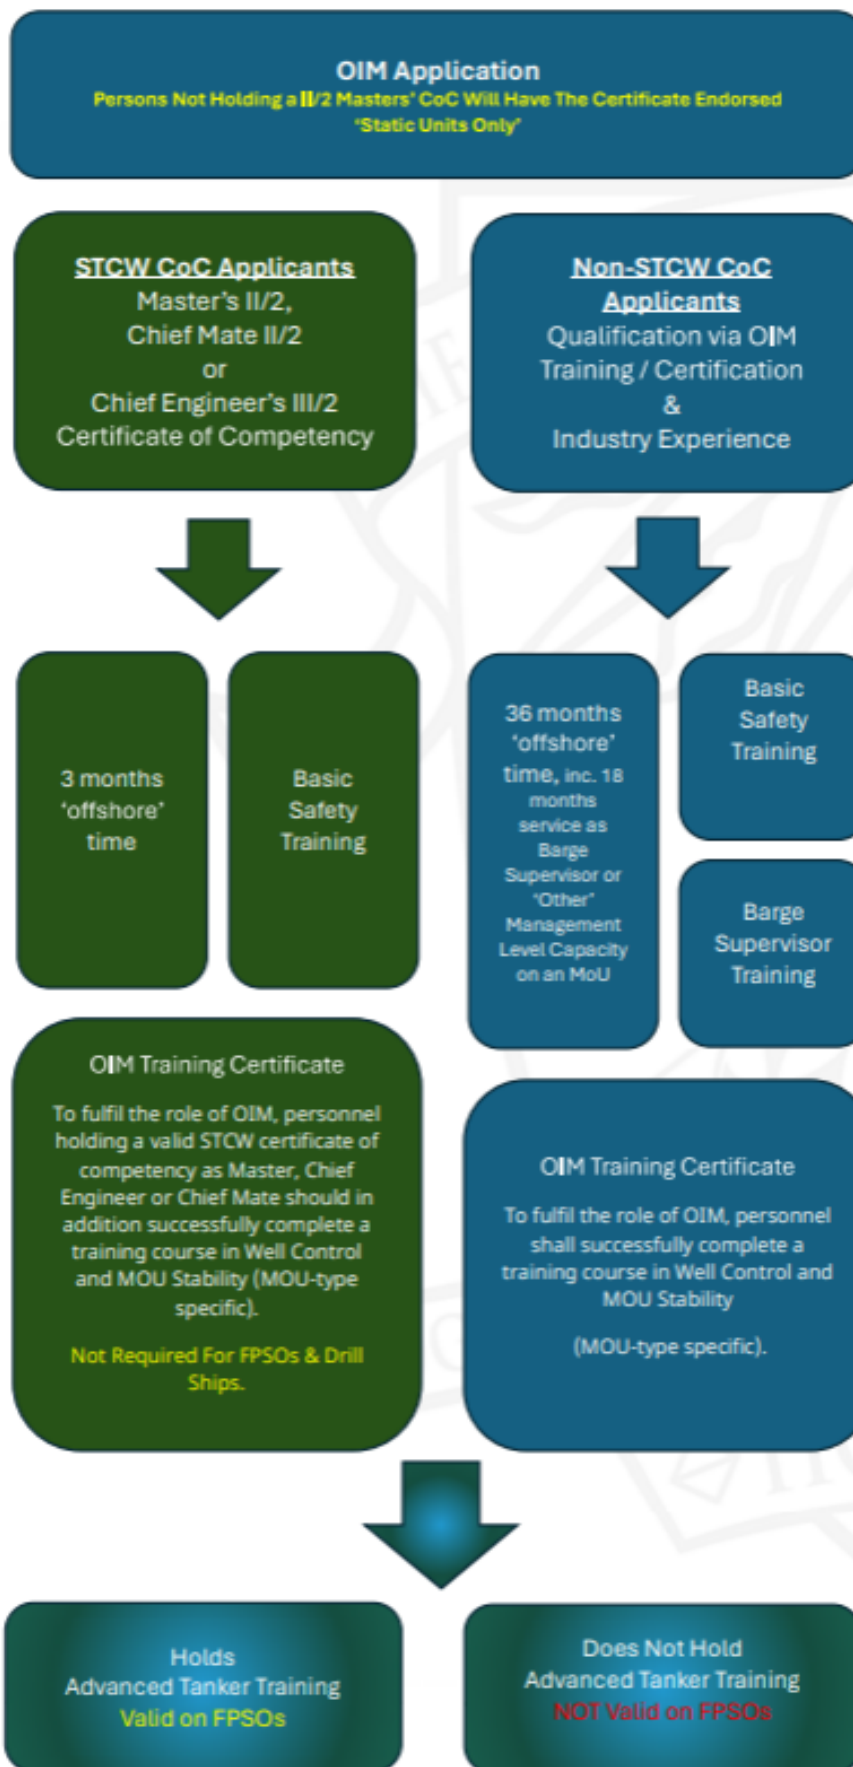 OIM Application
Persons Not Holding a II/2 Masters' CoC Will Have The Certificate Endorsed
"Static Units Only"
STCW CoC Applicants
Master's II/2,
Chief Mate II/2
or
Chief Engineer's III/2
Certificate of Competency
Non-STCW CoC
Applicants
Qualification via OIM
Training / Certification
&
Industry Experience
3 months
'offshore'
time
Basic
Safety
Training
36 months
'offshore'
time, inc. 18
months
service as
Barge
Supervisor or
"Other"
Management
Level Capacity
on an MoU
Basic
Safety
Training
Barge
Supervisor
Training
OIM Training Certificate
To fulfil the role of OIM, personnel
holding a valid STCW certificate of
competency as Master, Chief
Engineer or Chief Mate should in
addition successfully complete a
training course in Well Control
and MOU Stability (MOU-type
specific).
Not Required For FPSOs & Drill
Ships.
OIM Training Certificate
To fulfil the role of OIM, personnel
shall successfully complete a
training course in Well Control and
MOU Stability
(MOU-type specific).
Holds
Advanced Tanker Training
Valid on FPSOs
Does Not Hold
Advanced Tanker Training
NOT Valid on FPSOs